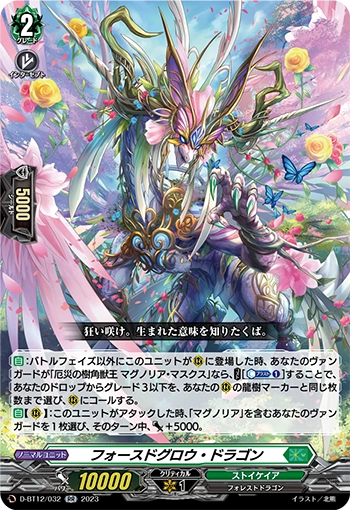 2
グレード
インターセプト
5000
シールド
狂い咲け。生まれた意味を知りたくば。
自：バトルフェイズ以外にこのユニットがRに登場した時、あなたのヴァン
ガードが「厄災の樹角獣王 マグノリア・マスクス」なら、【CB1】することで、
あなたのドロップからグレード３以下を、あなたのRの龍樹マーカーと同じ枚
数まで選び、Rにコールする。
自【R】：このユニットがアタックした時、「マグノリア」を含むあなたのヴァン
ガードを１枚選び、そのターン中、+5000。
ノーマルユニット
フォースドグロウ・ドラゴン
ストイケイア
フォレストドラゴン
パワー
10000
クリティカル
1
D-BT12/032 RR 2023
イラスト／北熊